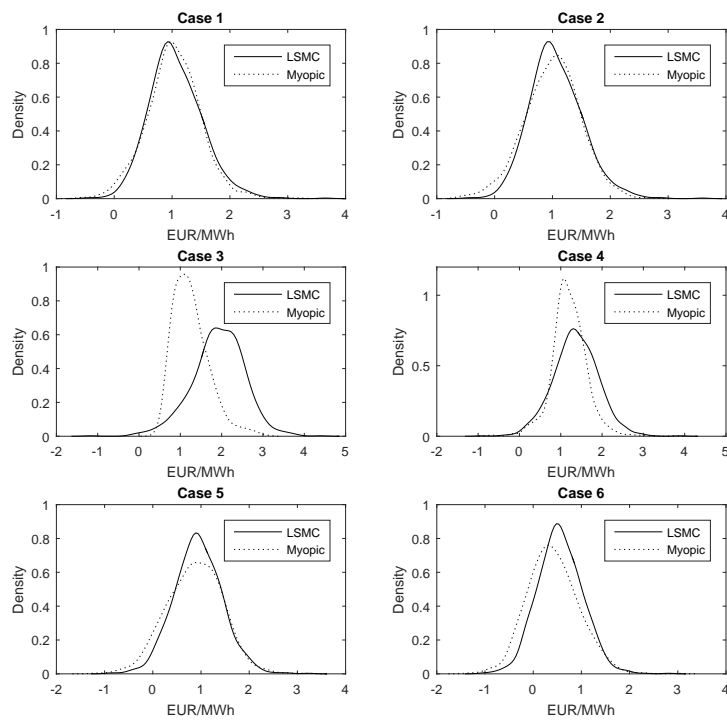 Case 1
1
0.8
0.6
0.4
0.2
0
Density
LSMC
Myopic
-1 0 1 2 3 4
EUR/MWh
Case 2
1
0.8
0.6
0.4
0.2
0
Density
LSMC
Myopic
-1 0 1 2 3 4
EUR/MWh
Case 3
1
0.8
0.6
0.4
0.2
0
Density
LSMC
Myopic
-2 -1 0 1 2 3 4 5
EUR/MWh
Case 4
1
0.5
0
Density
LSMC
Myopic
-2 -1 0 1 2 3 4 5
EUR/MWh
Case 5
1
0.8
0.6
0.4
0.2
0
Density
LSMC
Myopic
-2 -1 0 1 2 3 4
EUR/MWh
Case 6
1
0.8
0.6
0.4
0.2
0
Density
LSMC
Myopic
-2 -1 0 1 2 3 4
EUR/MWh